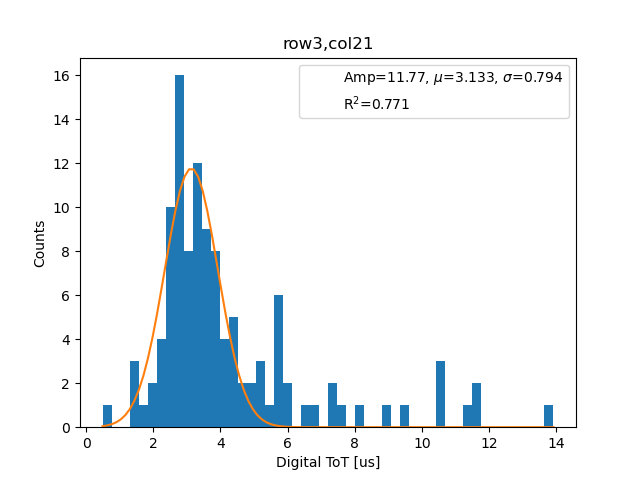 row3,col21
Amp=11.77, μ=3.133, σ=0.794
R²=0.771
16
14
12
10
8
6
4
2
0
Counts
0 2 4 6 8 10 12 14
Digital ToT [us]